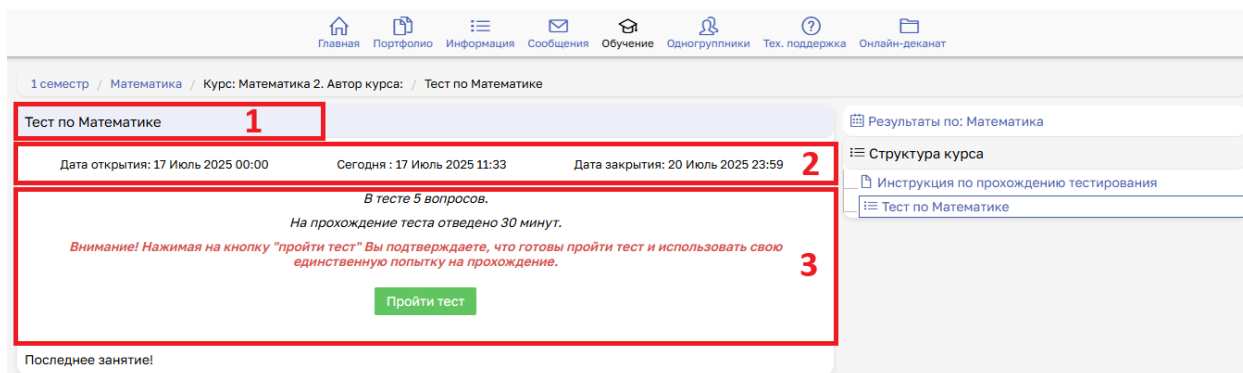 Главная Портфолио Информация Сообщения Обучение Одногруппники Тех. поддержка Онлайн-деканат
1 семестр / Математика / Курс: Математика 2. Автор курса: / Тест по Математике
Тест по Математике 1
Дата открытия: 17 Июль 2025 00:00 Сегодня : 17 Июль 2025 11:33 Дата закрытия: 20 Июль 2025 23:59 2
В тесте 5 вопросов.
На прохождение теста отведено 30 минут.
Внимание! Нажимая на кнопку "пройти тест" Вы подтверждаете, что готовы пройти тест и использовать свою
единственную попытку на прохождение.
3
Пройти тест
Последнее занятие!
Результаты по: Математика
Структура курса
Инструкция по прохождению тестирования
Тест по Математике